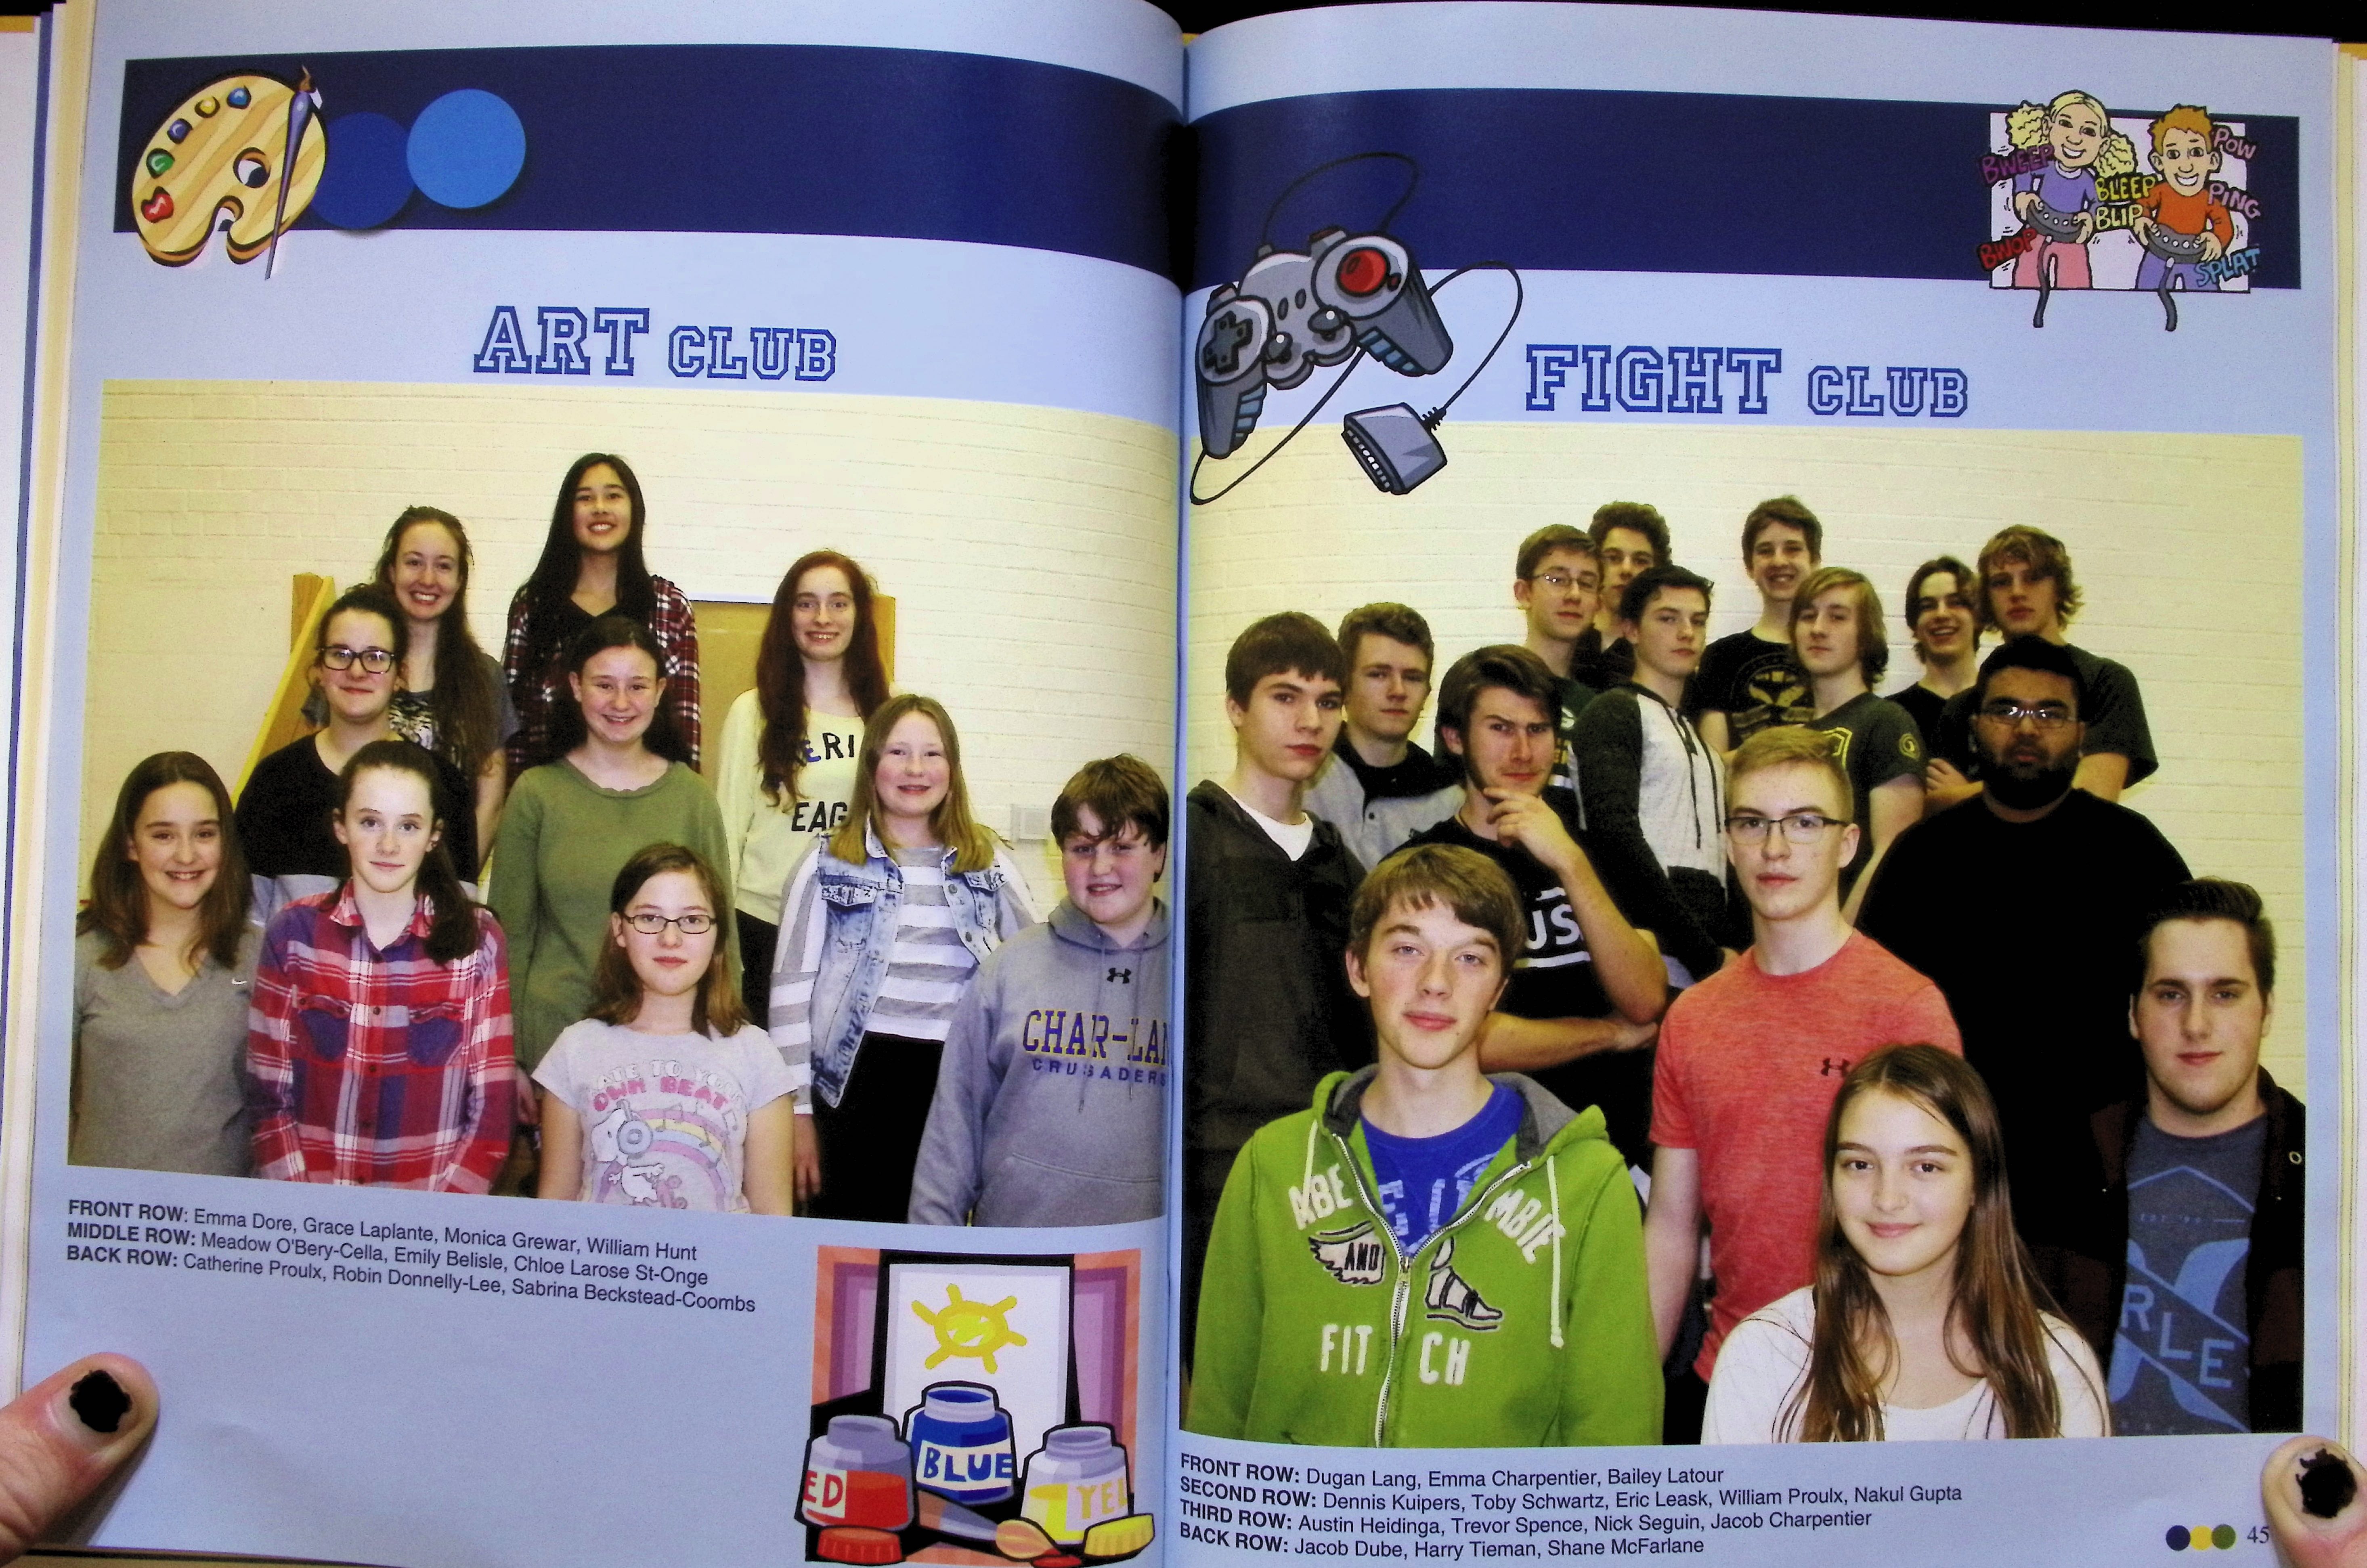 ART CLUB
ERI
EAG
CHAR-LA
CRUSADERS
OWN BEAT
FRONT ROW: Emma Dore, Grace Laplante, Monica Grewar, William Hunt
MIDDLE ROW: Meadow O'Bery-Cella, Emily Belisle, Chloe Larose St-Onge
BACK ROW: Catherine Proulx, Robin Donnelly-Lee, Sabrina Beckstead-Coombs
ED
BLUE
YEL
BWEEP
POW
BLEEP
PING
BLIP
BWOP
SPLAT
FIGHT CLUB
US
ABE
MBIE
AND
FIT CH
RLE
FRONT ROW: Dugan Lang, Emma Charpentier, Bailey Latour
SECOND ROW: Dennis Kuipers, Toby Schwartz, Eric Leask, William Proulx, Nakul Gupta
THIRD ROW: Austin Heidinga, Trevor Spence, Nick Seguin, Jacob Charpentier
BACK ROW: Jacob Dube, Harry Tieman, Shane McFarlane
45